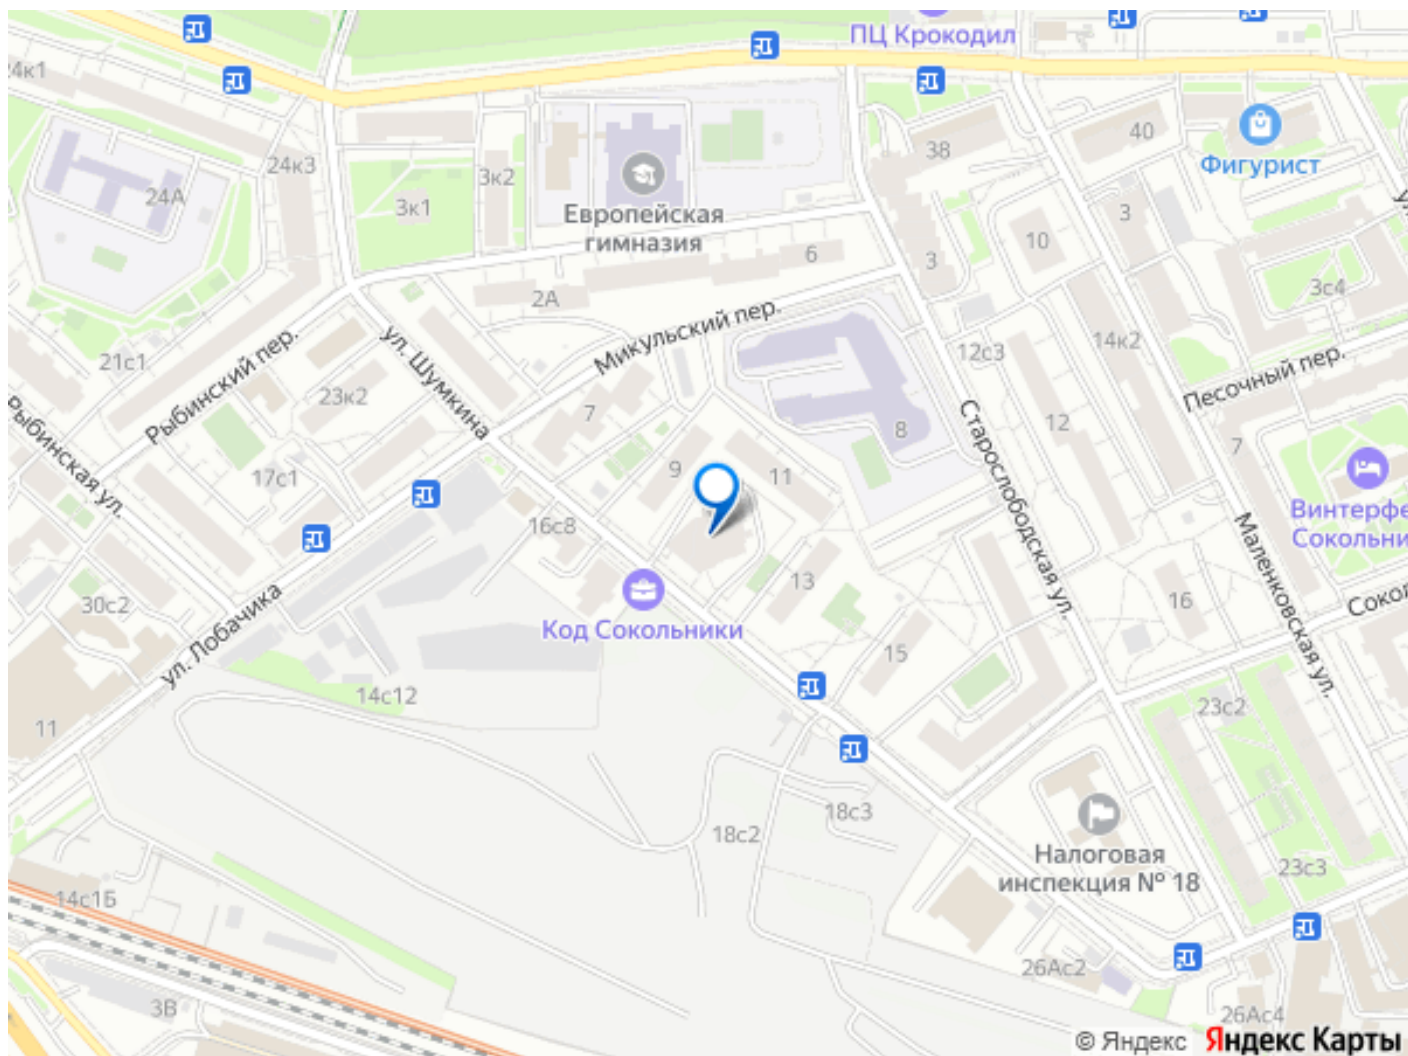 ПЦ Крокодил
24к1
40
38
Фигурист
24к3
3к2
24А
3к1
Европейская
гимназия
3
10
6
3
3с4
2А
Микульский пер.
ул. Шумкина
12с3
14к2
21с1
Рыбинский пер.
23к2
Песочный пер.
7
Рыбинская ул.
12
8
Старослободская ул.
7
9
11
17с1
16с8
Винтерфе
Сокольни
Маленковская ул.
13
16
30с2
Сокол
Код Сокольники
ул. Лобачика
15
14с12
23с2
11
18с3
18с2
Налоговая
инспекция № 18
23с3
14с1Б
26Ас2
3В
26Ас4
© Яндекс Яндекс Карты